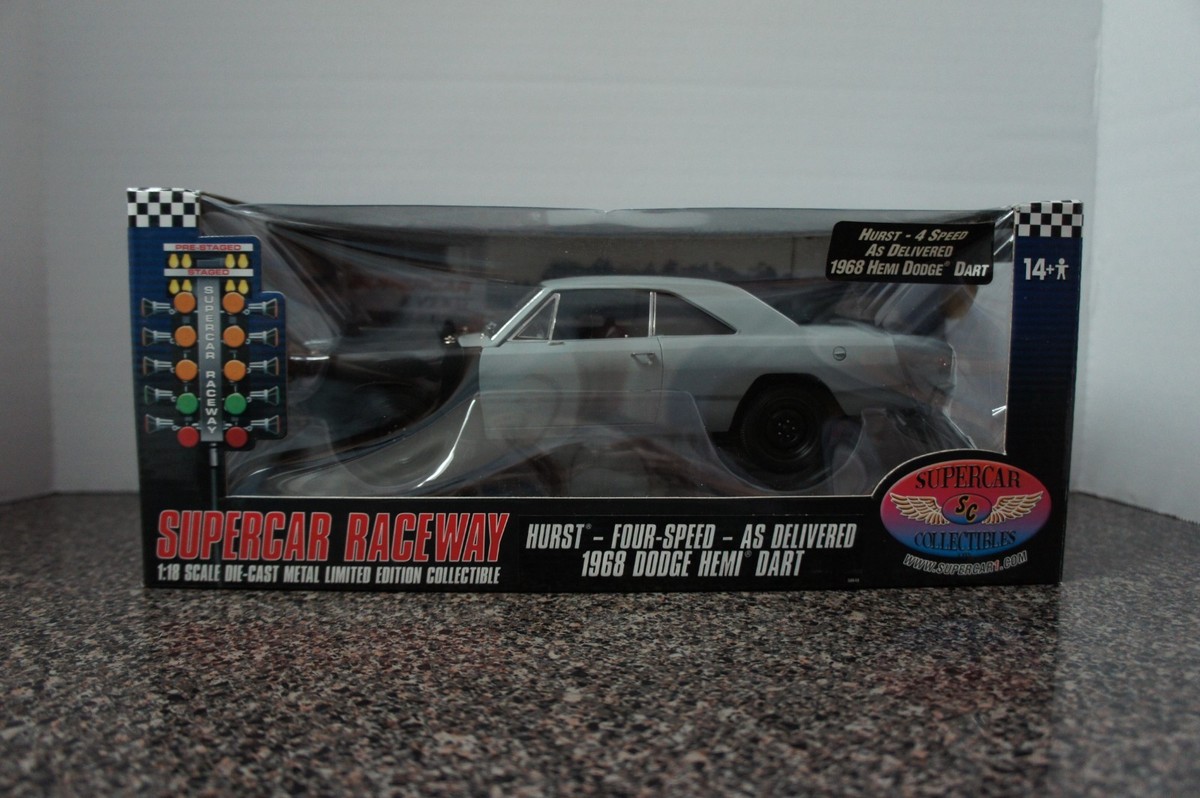 PRE-STAGED
STAGED
SUPERCAR RACEWAY
HURST - 4 SPEED
AS DELIVERED
1968 HEMI DODGE® DART
14+
SUPERCAR RACEWAY
1:18 SCALE DIE-CAST METAL LIMITED EDITION COLLECTIBLE
HURST® - FOUR-SPEED - AS DELIVERED
1968 DODGE HEMI® DART
SUPERCAR
SC
COLLECTIBLES
WWW.SUPERCAR1.COM